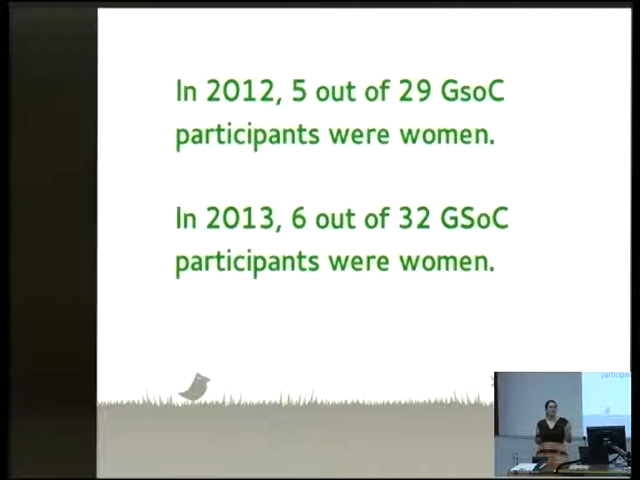 In 2012, 5 out of 29 GsoC
participants were women.
In 2013, 6 out of 32 GSoC
participants were women.